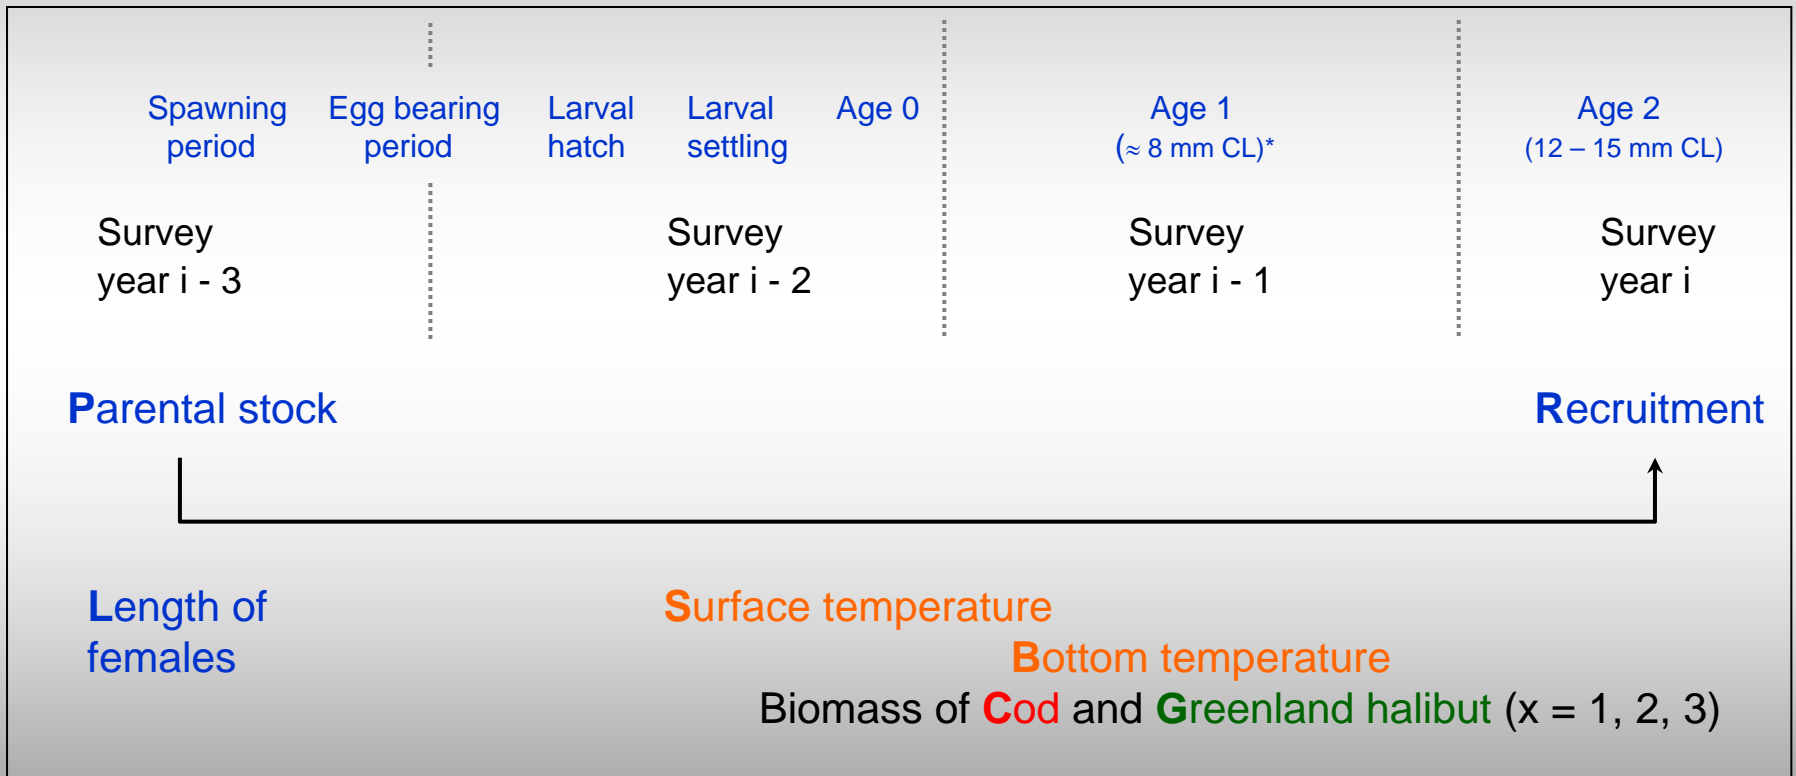 Spawning period
Egg bearing period
Larval hatch
Larval settling
Age 0
Age 1
(≈ 8 mm CL)*
Age 2
(12 – 15 mm CL)
Survey
year i - 3
Survey
year i - 2
Survey
year i - 1
Survey
year i
Parental stock
Recruitment
Length of
females
Surface temperature
Bottom temperature
Biomass of Cod and Greenland halibut (x = 1, 2, 3)